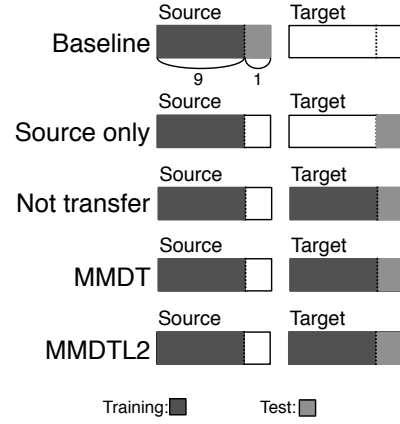 Source Target
Baseline
9 1
Source Target
Source only
Source Target
Not transfer
Source Target
MMDT
Source Target
MMDTL2
Training: Test: